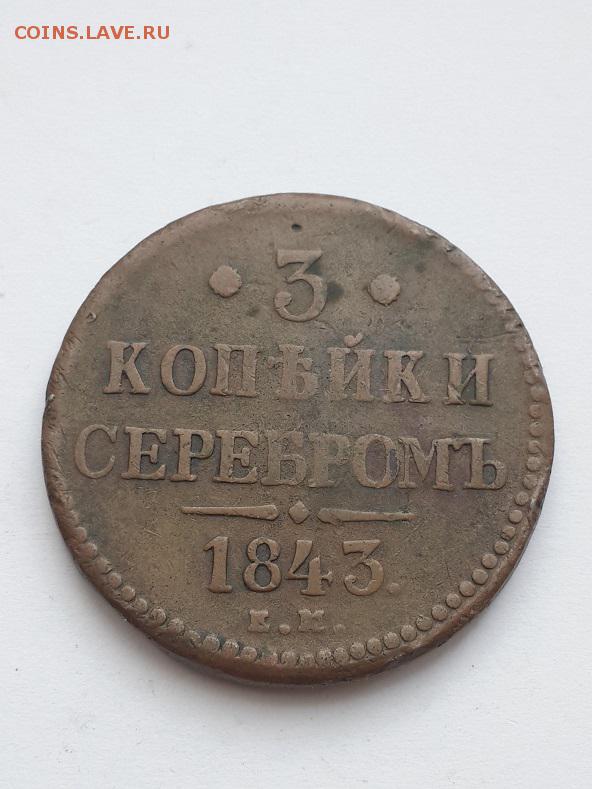 COINS.LAVE.RU
• 3 •
КОПѢЙКИ
СЕРЕБРОМЪ
1843.
Е.М.